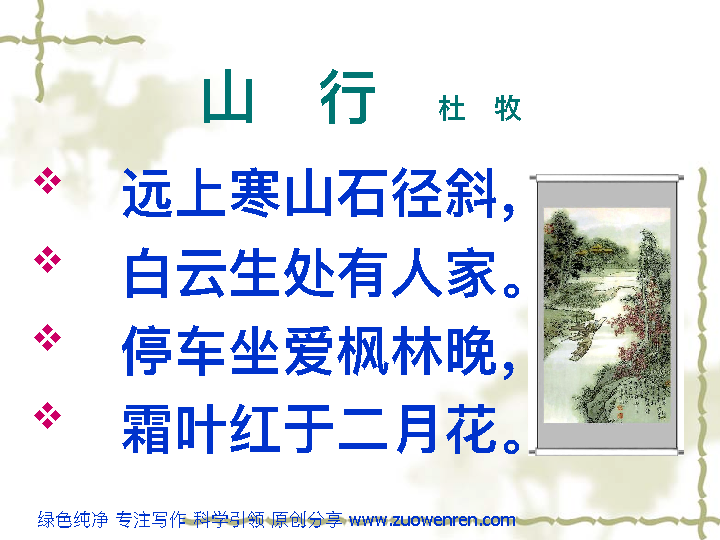 山 行 杜 牧
远上寒山石径斜，
白云生处有人家。
停车坐爱枫林晚，
霜叶红于二月花。
绿色纯净 专注写作 科学引领 原创分享 www.zuowenren.com